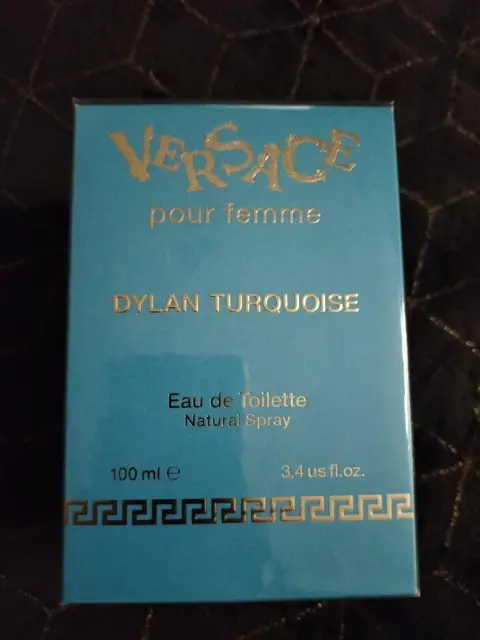 VERSACE
pour femme
DYLAN TURQUOISE
Eau de Toilette
Natural Spray
100 ml ℮ 3.4 us fl.oz.